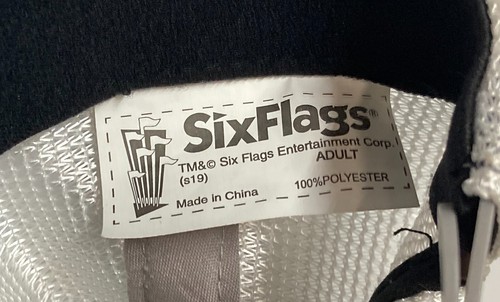 SixFlags®
TM&© Six Flags Entertainment Corp.
(s19) ADULT
Made in China 100%POLYESTER